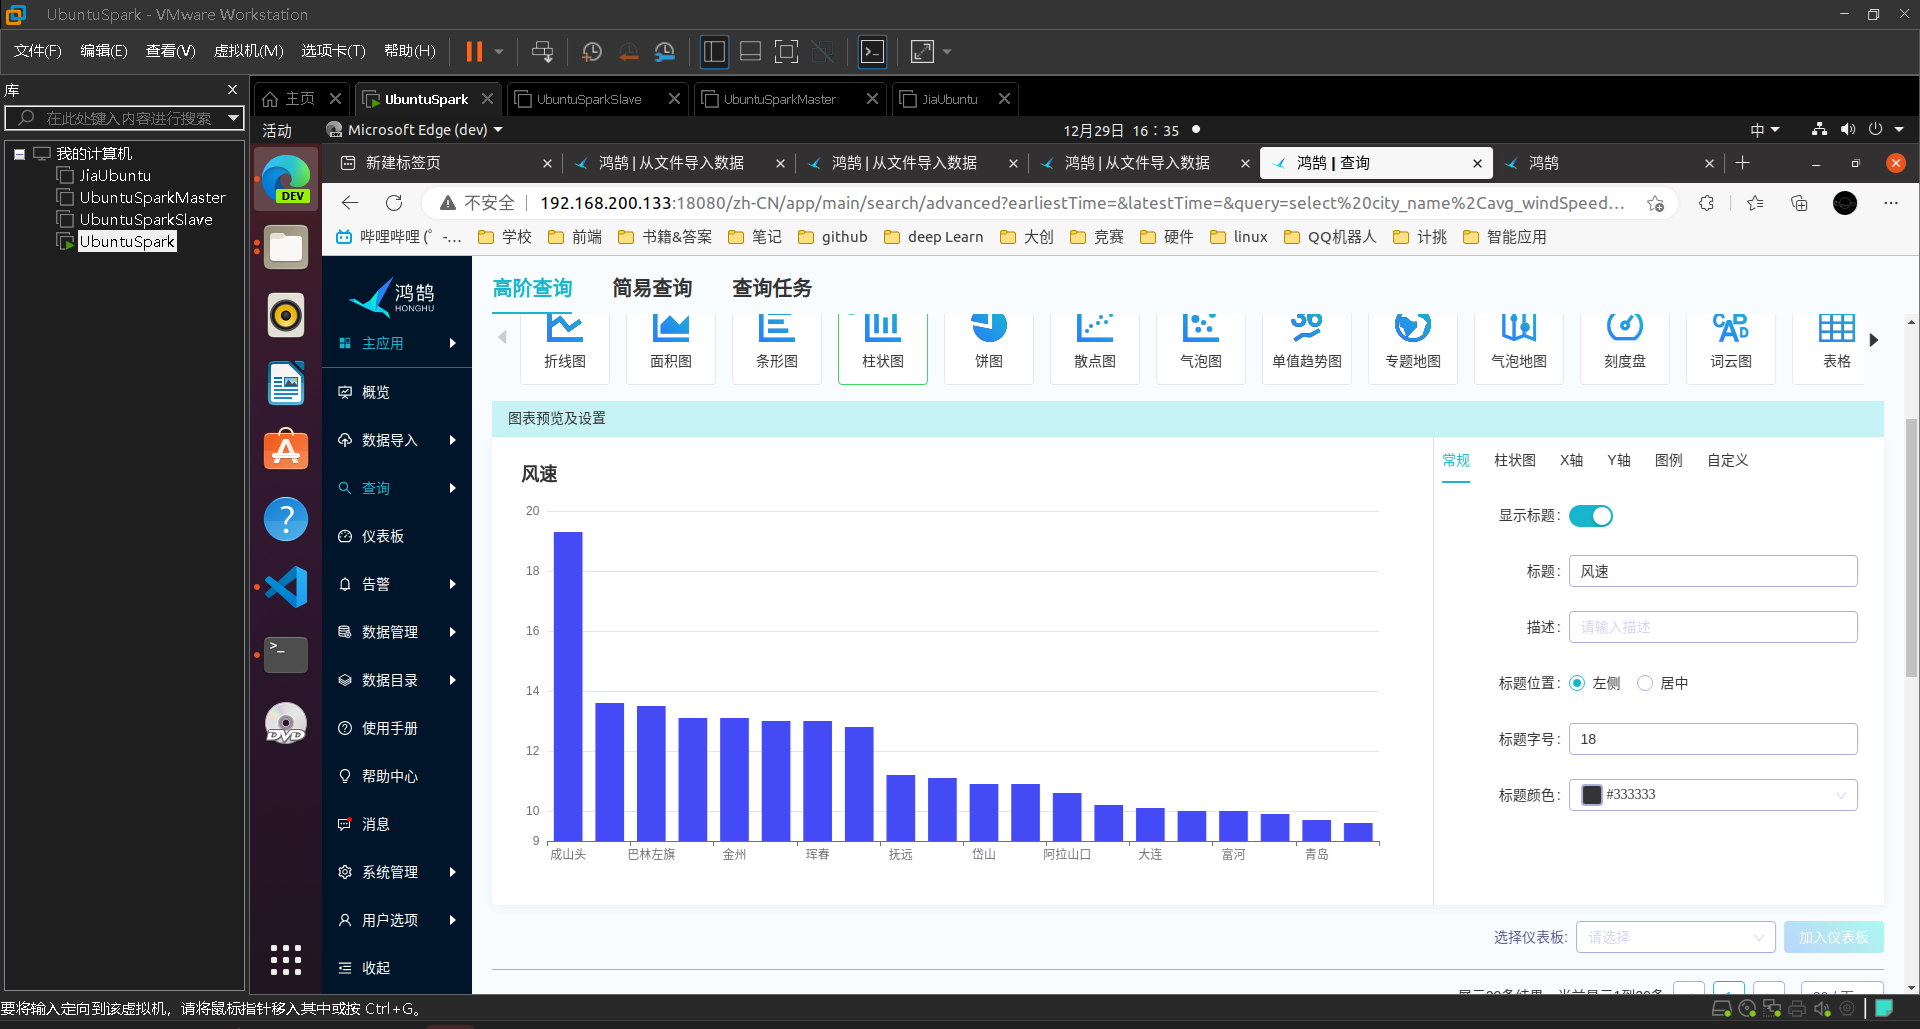 UbuntuSpark - VMware Workstation
文件(F) 编辑(E) 查看(V) 虚拟机(M) 选项卡(T) 帮助(H)
库
在此处键入内容进行搜索
我的计算机
JiaUbuntu
UbuntuSparkMaster
UbuntuSparkSlave
UbuntuSpark
主页 UbuntuSpark UbuntuSparkSlave UbuntuSparkMaster JiaUbuntu
活动 Microsoft Edge (dev) 12月29日 16：35 中
新建标签页 鸿鹄 | 从文件导入数据 鸿鹄 | 从文件导入数据 鸿鹄 | 从文件导入数据 鸿鹄 | 查询 鸿鹄
不安全 192.168.200.133:18080/zh-CN/app/main/search/advanced?earliestTime=&latestTime=&query=select%20city_name%2Cavg_windSpeed...
哔哩哔哩 (゜-... 学校 前端 书籍&答案 笔记 github deep Learn 大创 竞赛 硬件 linux QQ机器人 计挑 智能应用
DEV
DVD
鸿鹄
HONGHU
主应用
概览
数据导入
查询
仪表板
告警
数据管理
数据目录
使用手册
帮助中心
消息
系统管理
用户选项
收起
高阶查询 简易查询 查询任务
折线图 面积图 条形图 柱状图 饼图 散点图 气泡图 单值趋势图 专题地图 气泡地图 刻度盘 词云图 表格
图表预览及设置
风速
20
18
16
14
12
10
9
成山头 巴林左旗 金州 珲春 抚远 岱山 阿拉山口 大连 富河 青岛
常规 柱状图 X轴 Y轴 图例 自定义
显示标题:
标题: 风速
描述: 请输入描述
标题位置: 左侧 居中
标题字号: 18
标题颜色: #333333
选择仪表板: 请选择 加入仪表板
要将输入定向到该虚拟机，请将鼠标指针移入其中或按 Ctrl+G。